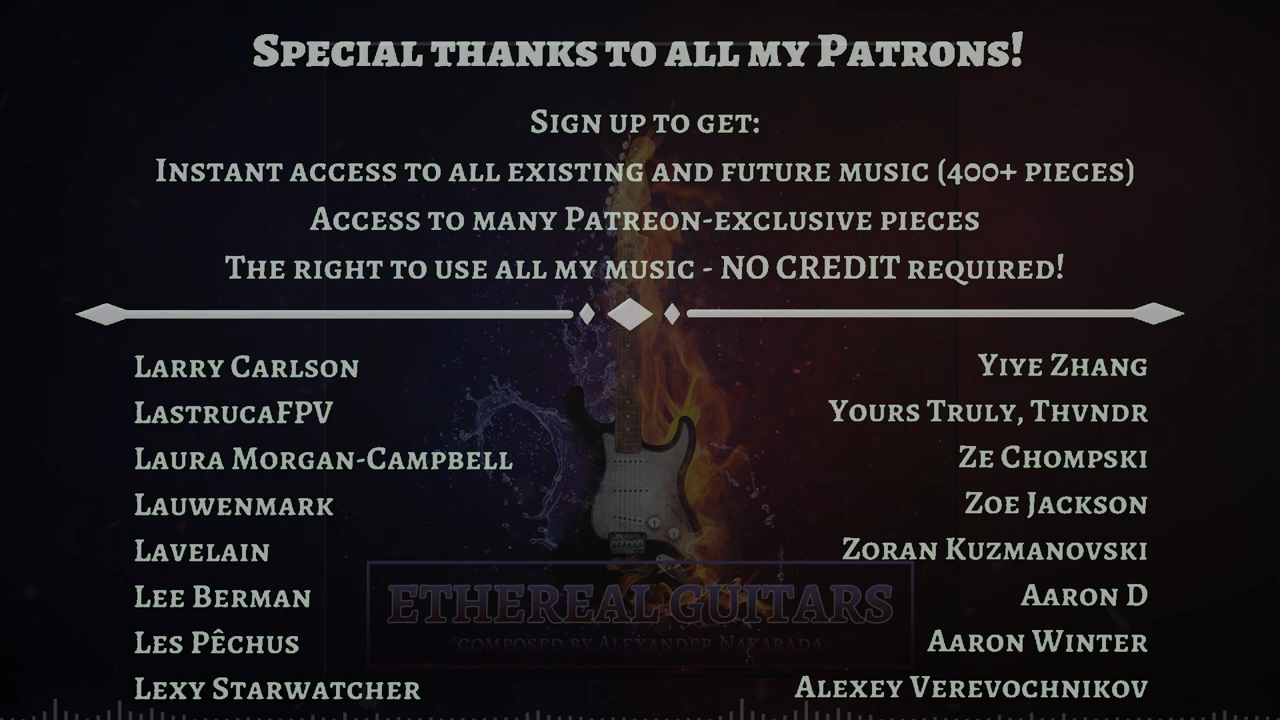 Special thanks to all my Patrons!
Sign up to get:
Instant access to all existing and future music (400+ pieces)
Access to many Patreon-exclusive pieces
The right to use all my music - NO CREDIT required!
Larry Carlson
LastrucaFPV
Laura Morgan-Campbell
Lauwenmark
Lavelain
Lee Berman
Les Pêchus
Lexy Starwatcher
Yiye Zhang
Yours Truly, Thvndr
Ze Chompski
Zoe Jackson
Zoran Kuzmanovski
Aaron D
Aaron Winter
Alexey Verevochnikov
ETHEREAL GUITARS
composed by Alexander Nakarada